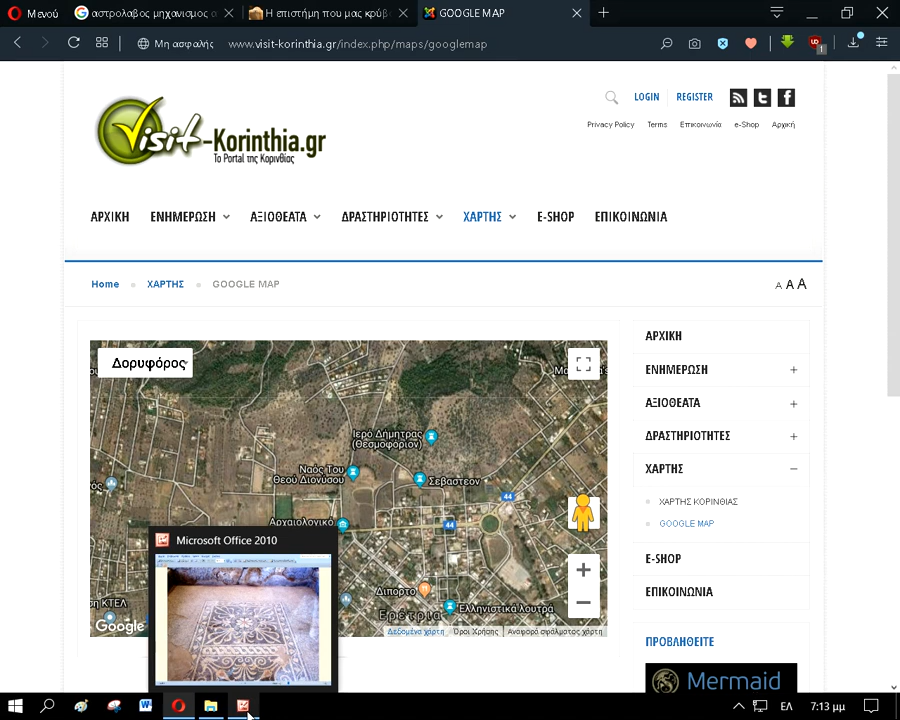 Μενού
αστρολαβος μηχανισμος α
Η επιστήμη που μας κρύβ
GOOGLE MAP
Μη ασφαλής
www.visit-korinthia.gr/index.php/maps/googlemap
1
LOGIN REGISTER
Privacy Policy Terms Επικοινωνία e-Shop Αρχική
Visit-Korinthia.gr
Το Portal της Κορινθίας
ΑΡΧΙΚΗ ΕΝΗΜΕΡΩΣΗ ΑΞΙΟΘΕΑΤΑ ΔΡΑΣΤΗΡΙΟΤΗΤΕΣ ΧΑΡΤΗΣ E-SHOP ΕΠΙΚΟΙΝΩΝΙΑ
Home ΧΑΡΤΗΣ GOOGLE MAP
A A A
Δορυφόρος
Ιερό Δήμητρας
(Θεσμοφόριον)
Ναός Του
Θεού Διονύσου
Σεβαστεον
44
44
Αρχαιολογικό
Διπορτο
Ερέτρια
Ελληνιστικά λουτρά
ΚΤΕΛ
Google
Δεδομένα χάρτη Όροι Χρήσης Αναφορά σφάλματος χάρτη
ΑΡΧΙΚΗ
ΕΝΗΜΕΡΩΣΗ +
ΑΞΙΟΘΕΑΤΑ +
ΔΡΑΣΤΗΡΙΟΤΗΤΕΣ +
ΧΑΡΤΗΣ −
ΧΑΡΤΗΣ ΚΟΡΙΝΘΙΑΣ
GOOGLE MAP
E-SHOP
ΕΠΙΚΟΙΝΩΝΙΑ
ΠΡΟΒΛΗΘΕΙΤΕ
Mermaid
Microsoft Office 2010
ΕΛ
7:13 μμ